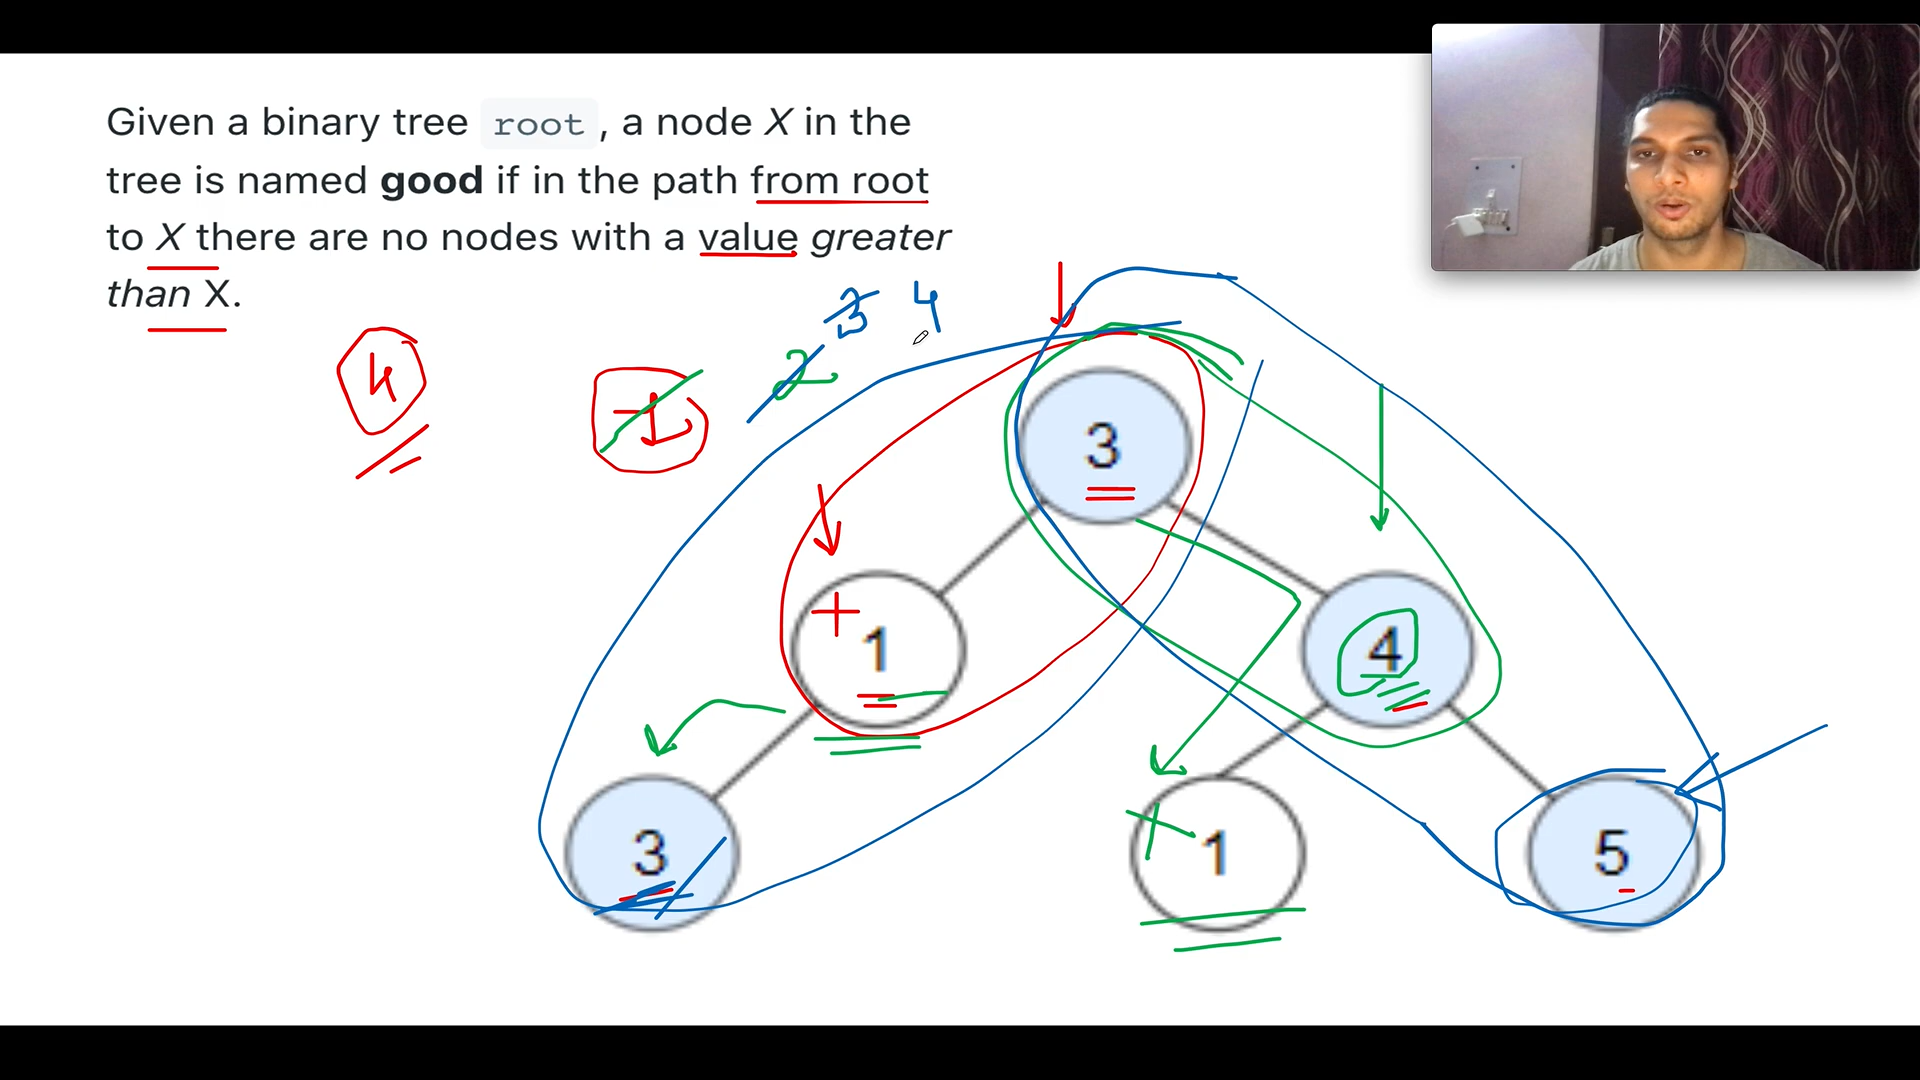 Given a binary tree root , a node X in the
tree is named good if in the path from root
to X there are no nodes with a value greater
than X.
3 4
4 1 2
3
1 4
3 1 5